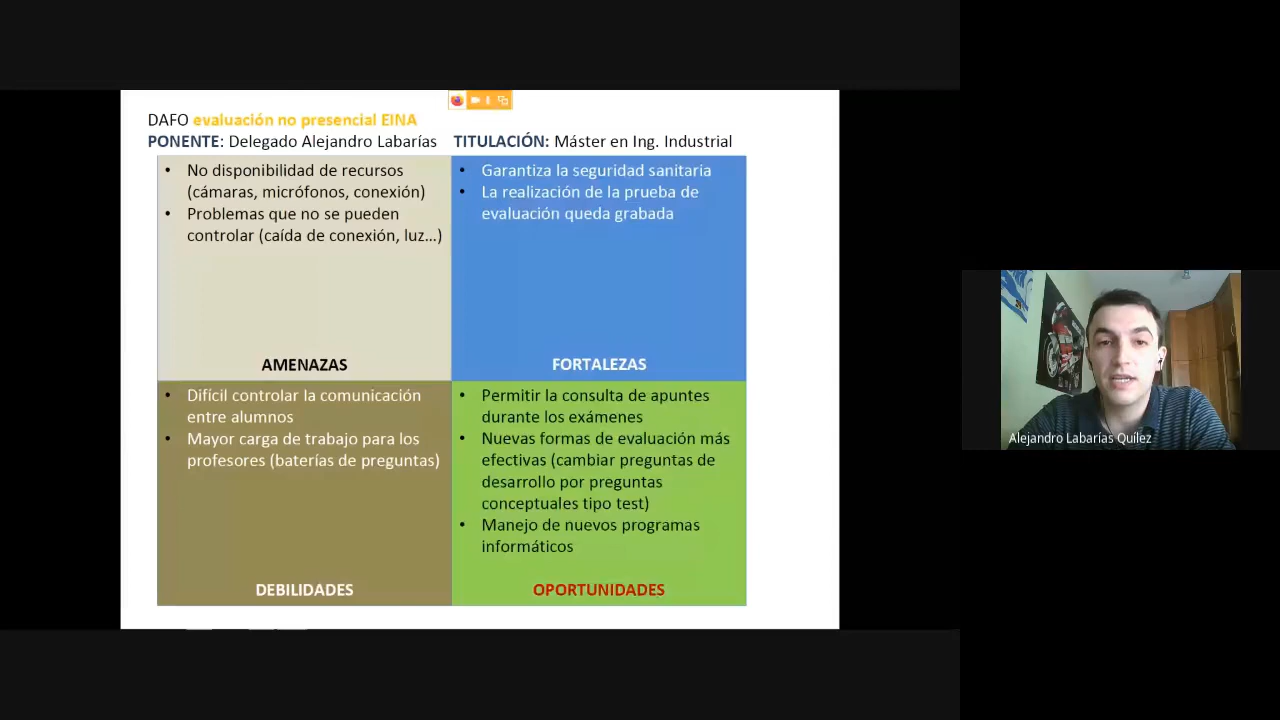 DAFO evaluación no presencial EINA
PONENTE: Delegado Alejandro Labarías TITULACIÓN: Máster en Ing. Industrial
• No disponibilidad de recursos
(cámaras, micrófonos, conexión)
• Problemas que no se pueden
controlar (caída de conexión, luz…)
AMENAZAS
• Garantiza la seguridad sanitaria
• La realización de la prueba de
evaluación queda grabada
FORTALEZAS
• Difícil controlar la comunicación
entre alumnos
• Mayor carga de trabajo para los
profesores (baterías de preguntas)
DEBILIDADES
• Permitir la consulta de apuntes
durante los exámenes
• Nuevas formas de evaluación más
efectivas (cambiar preguntas de
desarrollo por preguntas
conceptuales tipo test)
• Manejo de nuevos programas
informáticos
OPORTUNIDADES
Alejandro Labarías Quílez